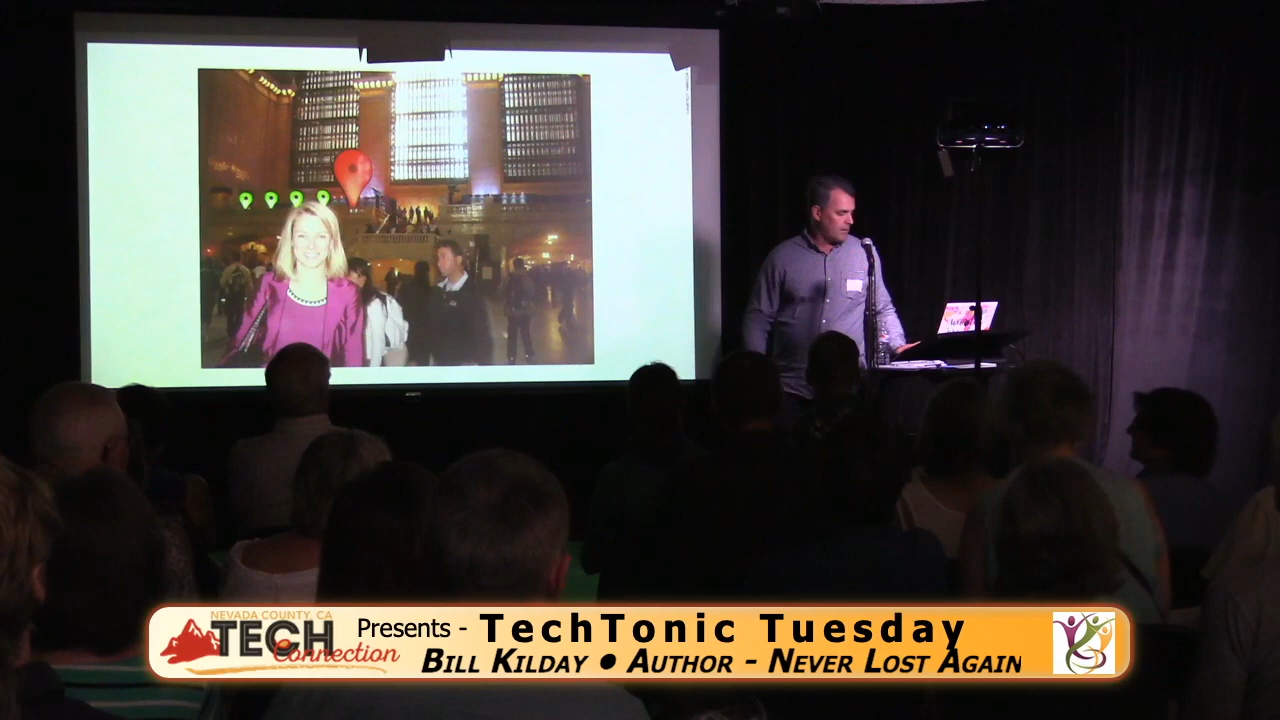 NEVADA COUNTY, CA
TECH
Connection
Presents - TechTonic Tuesday
BILL KILDAY • AUTHOR - NEVER LOST AGAIN